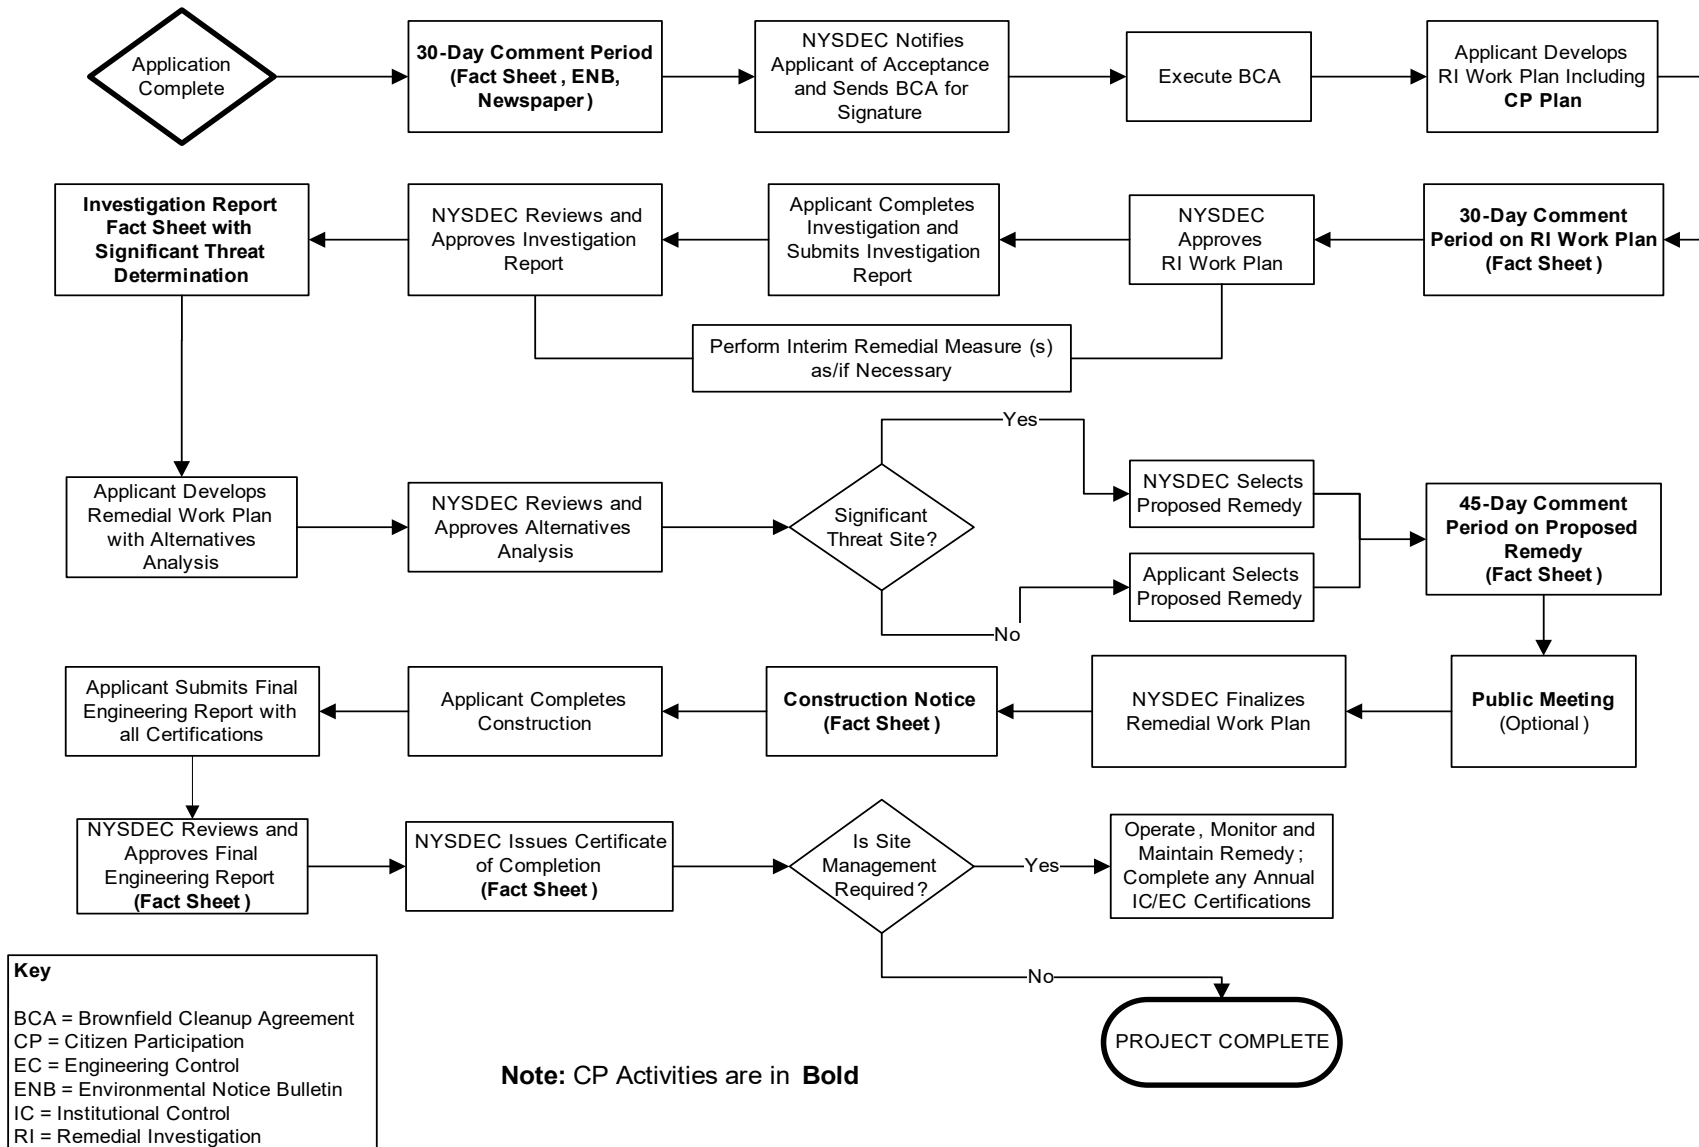 Application
Complete
30-Day Comment Period
(Fact Sheet , ENB,
Newspaper )
NYSDEC Notifies
Applicant of Acceptance
and Sends BCA for
Signature
Execute BCA
Applicant Develops
RI Work Plan Including
CP Plan
30-Day Comment
Period on RI Work Plan
(Fact Sheet )
NYSDEC
Approves
RI Work Plan
Applicant Completes
Investigation and
Submits Investigation
Report
NYSDEC Reviews and
Approves Investigation
Report
Investigation Report
Fact Sheet with
Significant Threat
Determination
Perform Interim Remedial Measure (s)
as/if Necessary
Applicant Develops
Remedial Work Plan
with Alternatives
Analysis
NYSDEC Reviews and
Approves Alternatives
Analysis
Significant
Threat Site?
Yes
No
NYSDEC Selects
Proposed Remedy
Applicant Selects
Proposed Remedy
45-Day Comment
Period on Proposed
Remedy
(Fact Sheet )
Public Meeting
(Optional )
NYSDEC Finalizes
Remedial Work Plan
Construction Notice
(Fact Sheet )
Applicant Completes
Construction
Applicant Submits Final
Engineering Report with
all Certifications
NYSDEC Reviews and
Approves Final
Engineering Report
(Fact Sheet )
NYSDEC Issues Certificate
of Completion
(Fact Sheet )
Is Site
Management
Required?
Yes
Operate , Monitor and
Maintain Remedy ;
Complete any Annual
IC/EC Certifications
No
PROJECT COMPLETE
Key
BCA = Brownfield Cleanup Agreement
CP = Citizen Participation
EC = Engineering Control
ENB = Environmental Notice Bulletin
IC = Institutional Control
RI = Remedial Investigation
Note: CP Activities are in Bold